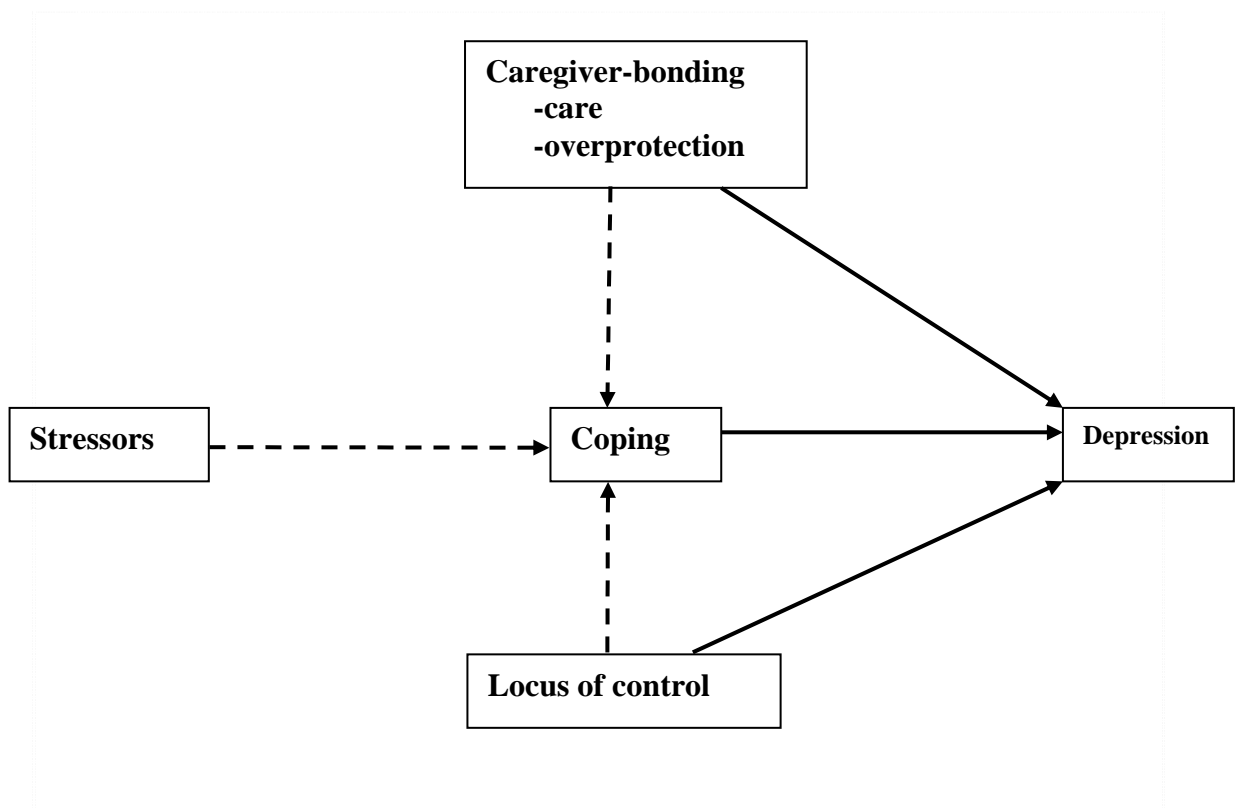 Caregiver-bonding
-care
-overprotection
Stressors
Coping
Depression
Locus of control